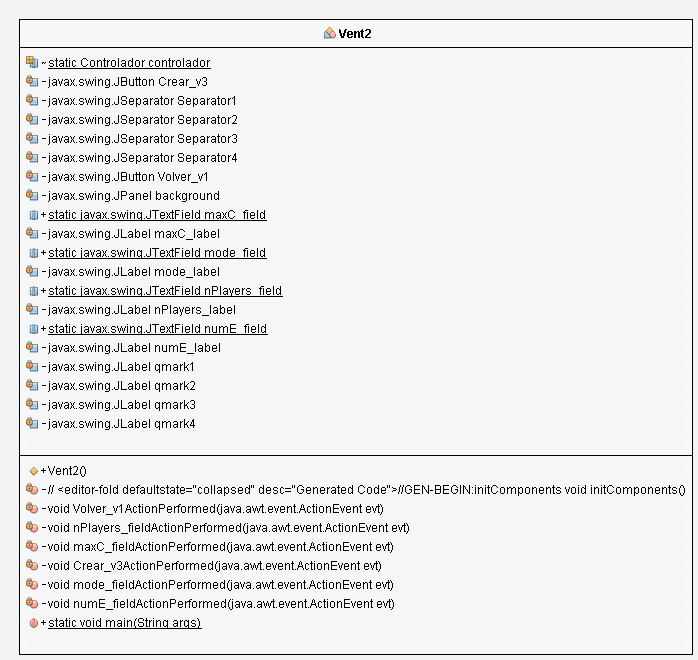 Vent2
~ static Controlador controlador
- javax.swing.JButton Crear_v3
- javax.swing.JSeparator Separator1
- javax.swing.JSeparator Separator2
- javax.swing.JSeparator Separator3
- javax.swing.JSeparator Separator4
- javax.swing.JButton Volver_v1
- javax.swing.JPanel background
+ static javax.swing.JTextField maxC_field
- javax.swing.JLabel maxC_label
+ static javax.swing.JTextField mode_field
- javax.swing.JLabel mode_label
+ static javax.swing.JTextField nPlayers_field
- javax.swing.JLabel nPlayers_label
+ static javax.swing.JTextField numE_field
- javax.swing.JLabel numE_label
- javax.swing.JLabel qmark1
- javax.swing.JLabel qmark2
- javax.swing.JLabel qmark3
- javax.swing.JLabel qmark4
+Vent2()
-// <editor-fold defaultstate="collapsed" desc="Generated Code">//GEN-BEGIN:initComponents void initComponents()
-void Volver_v1ActionPerformed(java.awt.event.ActionEvent evt)
-void nPlayers_fieldActionPerformed(java.awt.event.ActionEvent evt)
-void maxC_fieldActionPerformed(java.awt.event.ActionEvent evt)
-void Crear_v3ActionPerformed(java.awt.event.ActionEvent evt)
-void mode_fieldActionPerformed(java.awt.event.ActionEvent evt)
-void numE_fieldActionPerformed(java.awt.event.ActionEvent evt)
+static void main(String args)